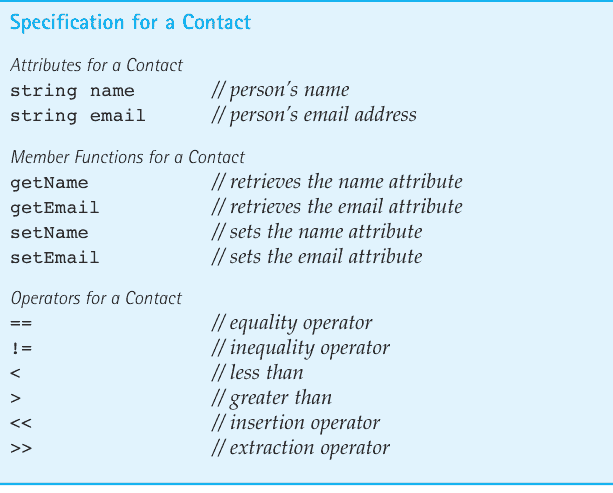 Specification for a Contact
Attributes for a Contact
string name // person's name
string email // person's email address
Member Functions for a Contact
getName // retrieves the name attribute
getEmail // retrieves the email attribute
setName // sets the name attribute
setEmail // sets the email attribute
Operators for a Contact
== // equality operator
!= // inequality operator
< // less than
> // greater than
<< // insertion operator
>> // extraction operator